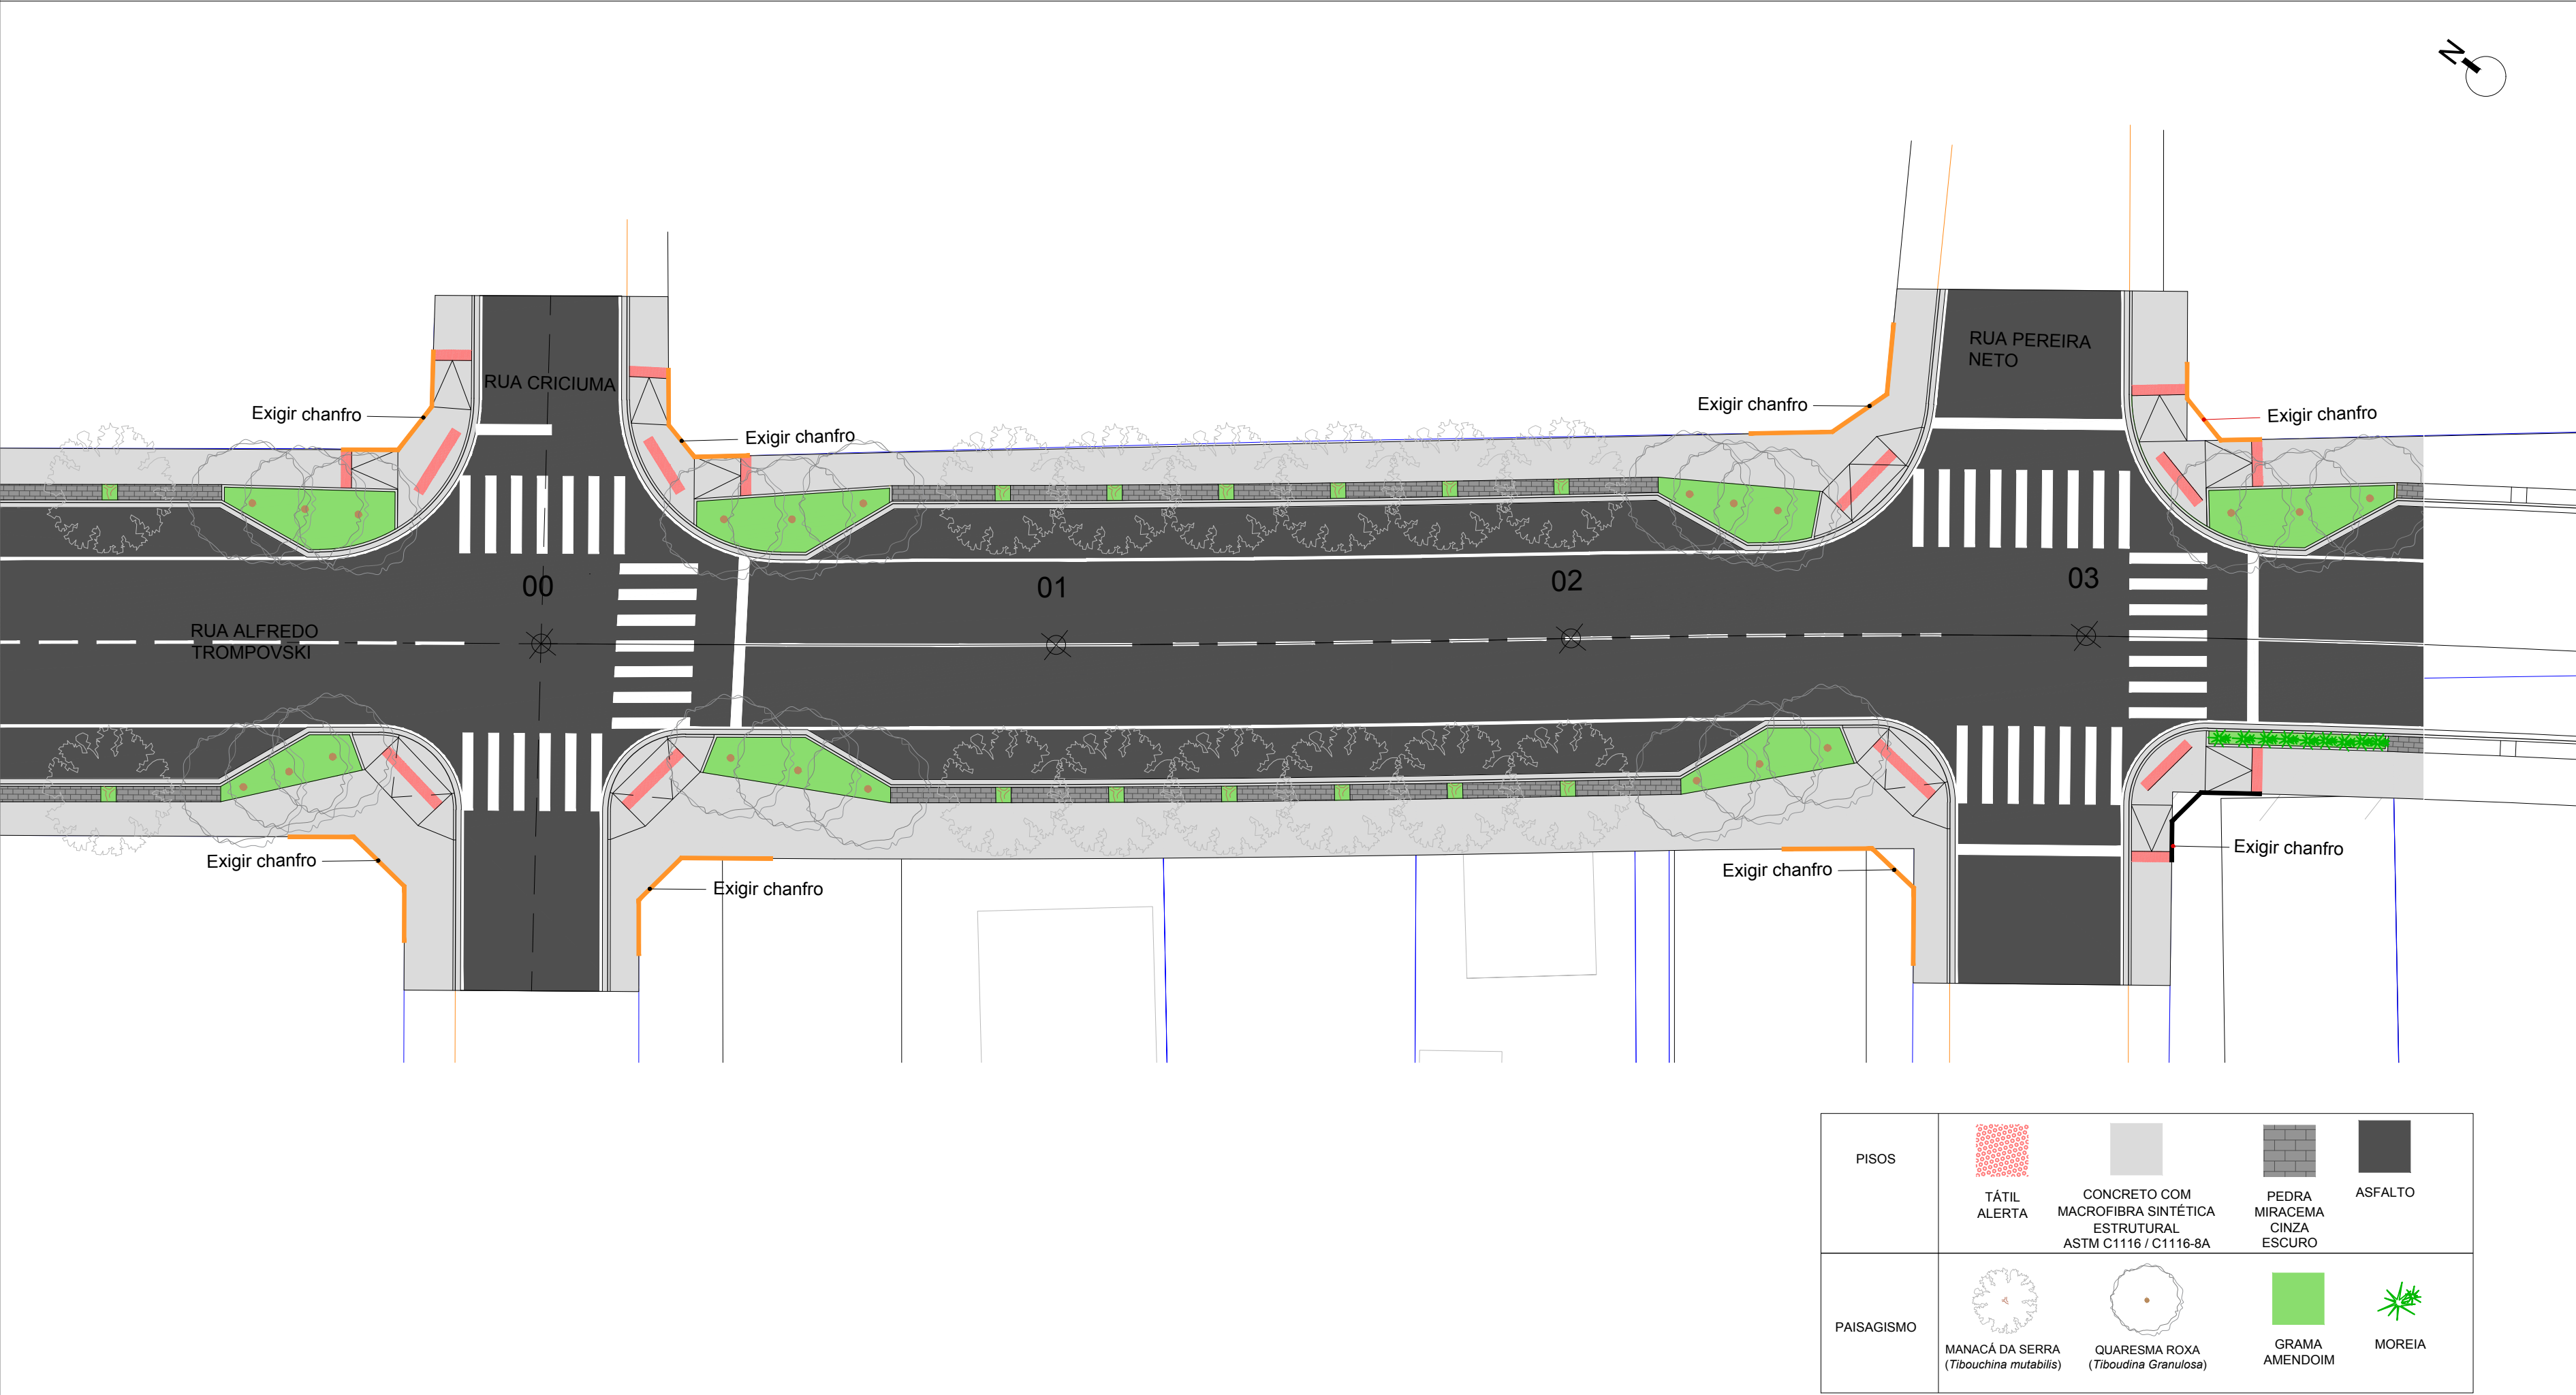 N
RUA PEREIRA
NETO
RUA CRICIUMA
Exigir chanfro
Exigir chanfro
Exigir chanfro
Exigir chanfro
00
01
02
03
RUA ALFREDO
TROMPOVSKI
Exigir chanfro
Exigir chanfro
Exigir chanfro
Exigir chanfro
PISOS
TÁTIL
ALERTA
CONCRETO COM
MACROFIBRA SINTÉTICA
ESTRUTURAL
ASTM C1116 / C1116-8A
PEDRA
MIRACEMA
CINZA
ESCURO
ASFALTO
PAISAGISMO
MANACÁ DA SERRA
(Tibouchina mutabilis)
QUARESMA ROXA
(Tiboudina Granulosa)
GRAMA
AMENDOIM
MOREIA